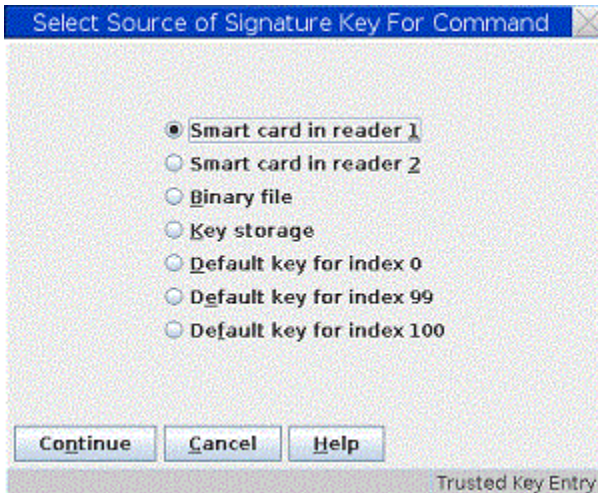 Select Source of Signature Key For Command
Smart card in reader 1
Smart card in reader 2
Binary file
Key storage
Default key for index 0
Default key for index 99
Default key for index 100
Continue Cancel Help
Trusted Key Entry